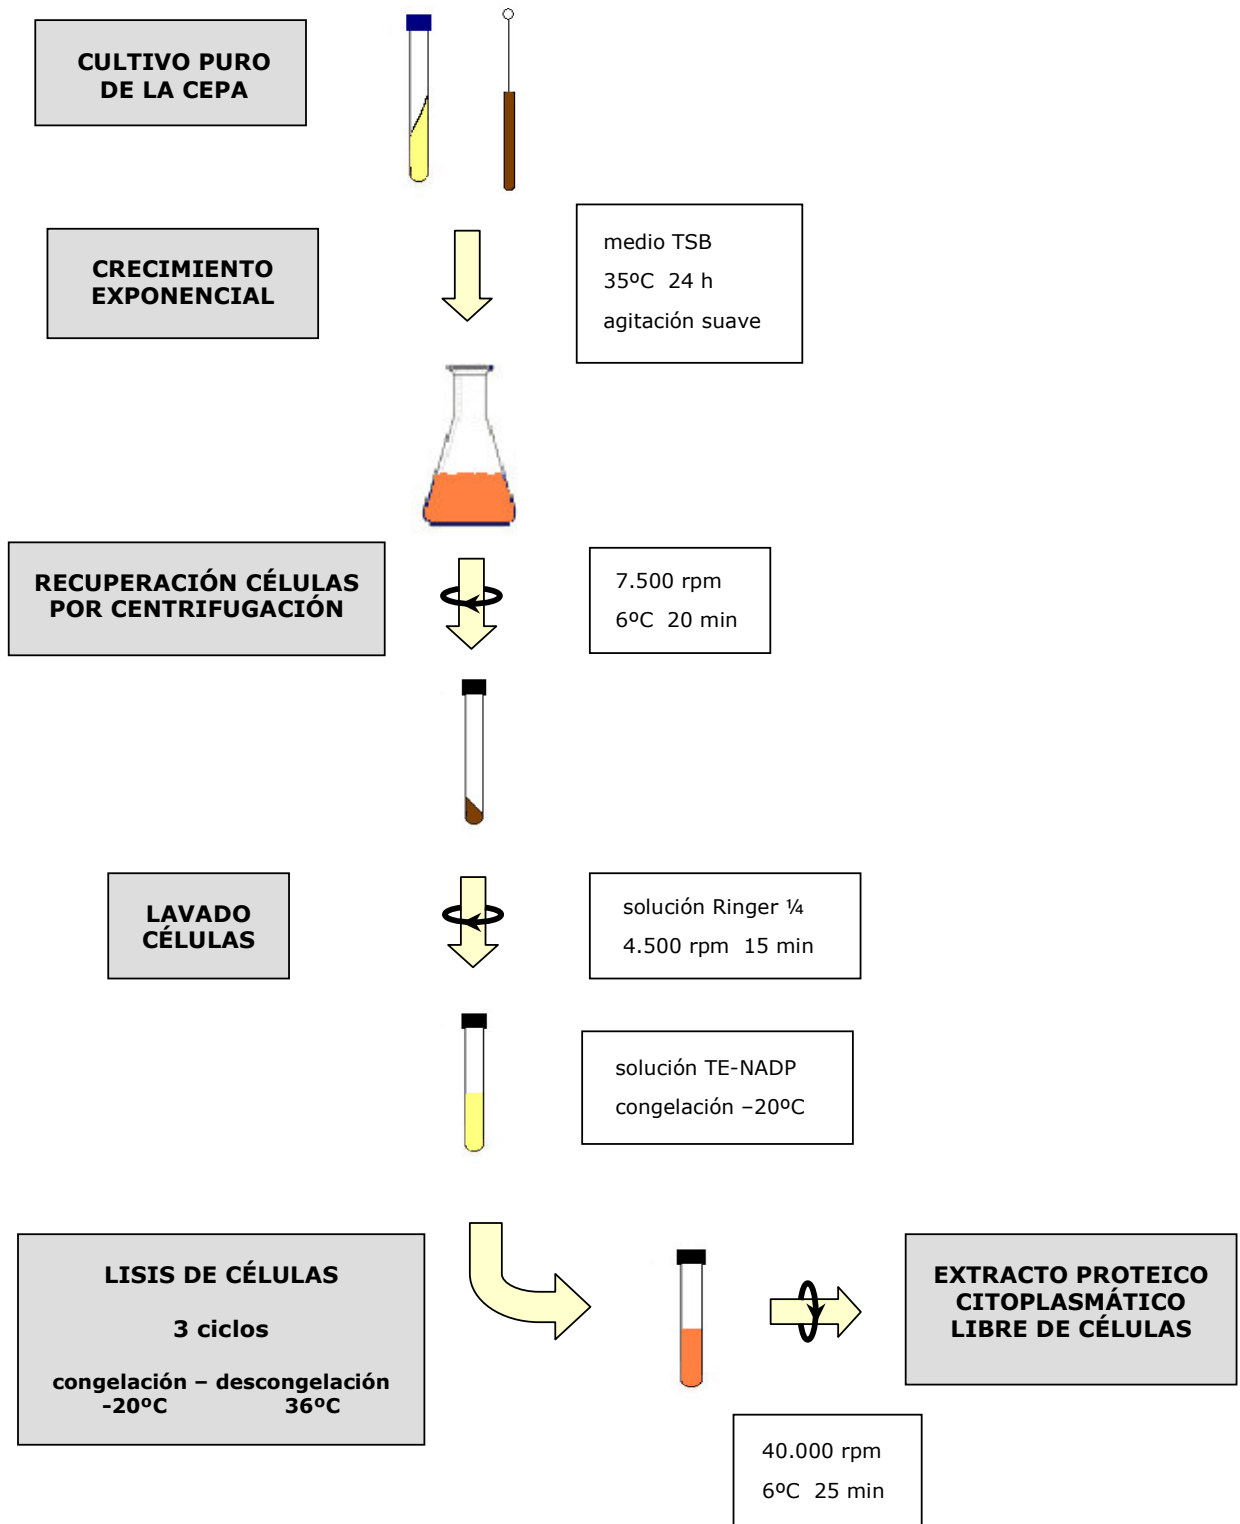 CULTIVO PURO
DE LA CEPA
CRECIMIENTO
EXPONENCIAL
medio TSB
35ºC 24 h
agitación suave
RECUPERACIÓN CÉLULAS
POR CENTRIFUGACIÓN
7.500 rpm
6ºC 20 min
LAVADO
CÉLULAS
solución Ringer ¼
4.500 rpm 15 min
solución TE-NADP
congelación –20ºC
LISIS DE CÉLULAS
3 ciclos
congelación – descongelación
-20ºC 36ºC
EXTRACTO PROTEICO
CITOPLASMÁTICO
LIBRE DE CÉLULAS
40.000 rpm
6ºC 25 min